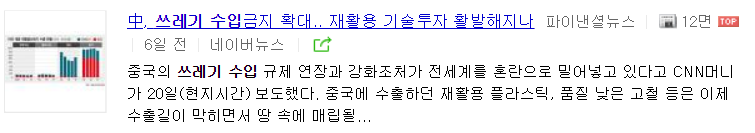 中, 쓰레기 수입금지 확대.. 재활용 기술투자 활발해지나 파이낸셜뉴스 12면 TOP
6일 전 네이버뉴스
중국의 쓰레기 수입 규제 연장과 강화조처가 전세계를 혼란으로 밀어넣고 있다고 CNN머니
가 20일(현지시간) 보도했다. 중국에 수출하던 재활용 플라스틱, 품질 낮은 고철 등은 이제
수출길이 막히면서 땅 속에 매립될...